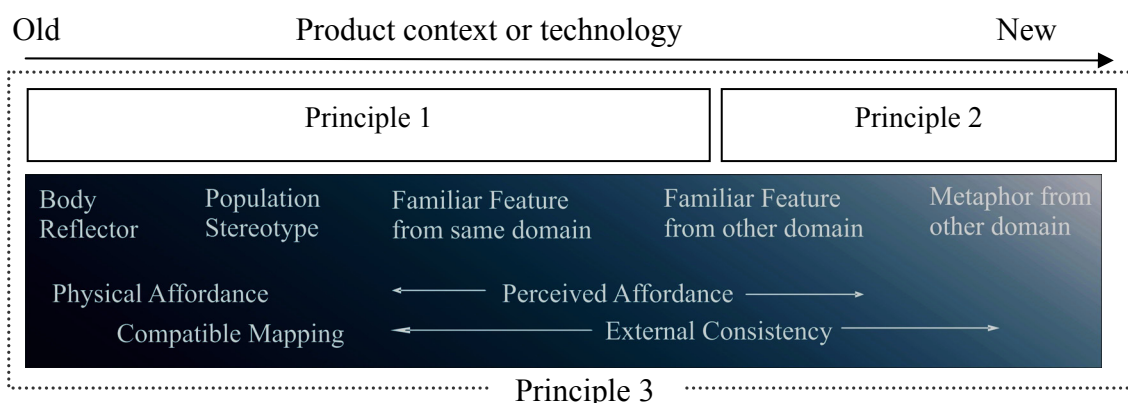 Old Product context or technology New
Principle 1 Principle 2
Body Population Familiar Feature Familiar Feature Metaphor from
Reflector Stereotype from same domain from other domain other domain
Physical Affordance Perceived Affordance
Compatible Mapping External Consistency
Principle 3